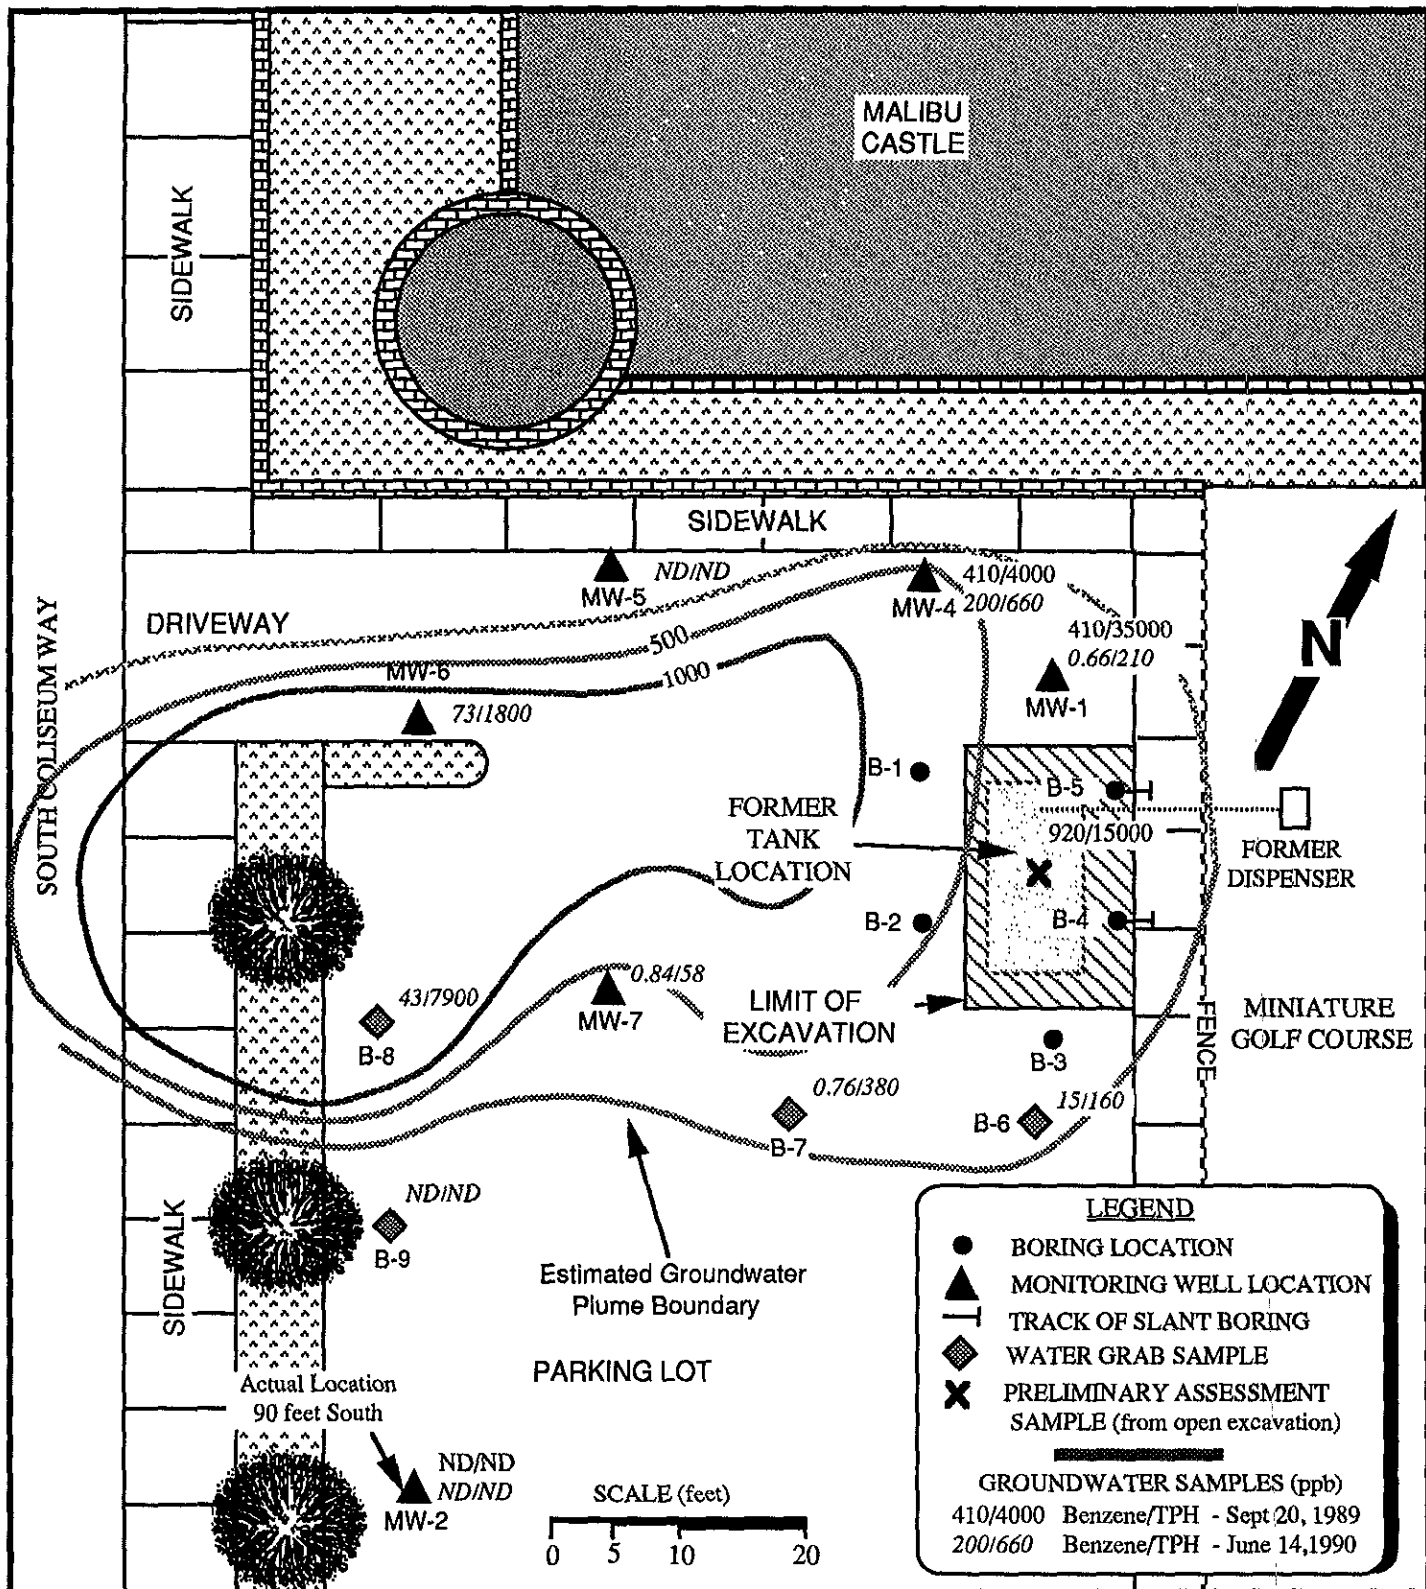 MALIBU
CASTLE
SIDEWALK
SIDEWALK
MW-5
ND/ND
MW-4
410/4000
200/660
DRIVEWAY
500
1000
410/35000
0.66/210
MW-1
N
SOUTH COLISEUM WAY
MW-6
73/1800
B-1
B-5
FORMER
TANK
LOCATION
920/15000
FORMER
DISPENSER
B-2
B-4
43/7900
B-8
0.84/58
MW-7
LIMIT OF
EXCAVATION
FENCE
MINIATURE
GOLF COURSE
B-3
0.76/380
B-7
15/160
B-6
ND/ND
B-9
SIDEWALK
Estimated Groundwater
Plume Boundary
PARKING LOT
Actual Location
90 feet South
ND/ND
ND/ND
MW-2
SCALE (feet)
0 5 10 20
LEGEND
BORING LOCATION
MONITORING WELL LOCATION
TRACK OF SLANT BORING
WATER GRAB SAMPLE
PRELIMINARY ASSESSMENT
SAMPLE (from open excavation)
GROUNDWATER SAMPLES (ppb)
410/4000 Benzene/TPH - Sept 20, 1989
200/660 Benzene/TPH - June 14,1990